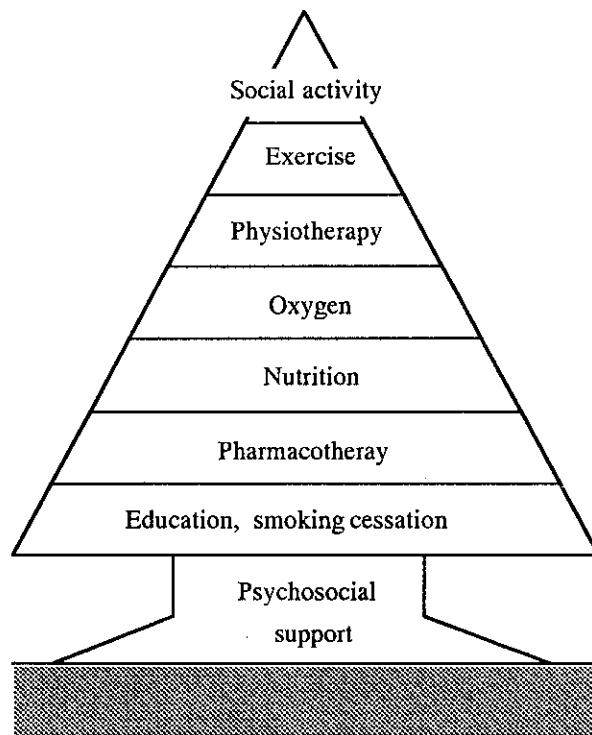 Social activity
Exercise
Physiotherapy
Oxygen
Nutrition
Pharmacotheray
Education, smoking cessation
Psychosocial
support